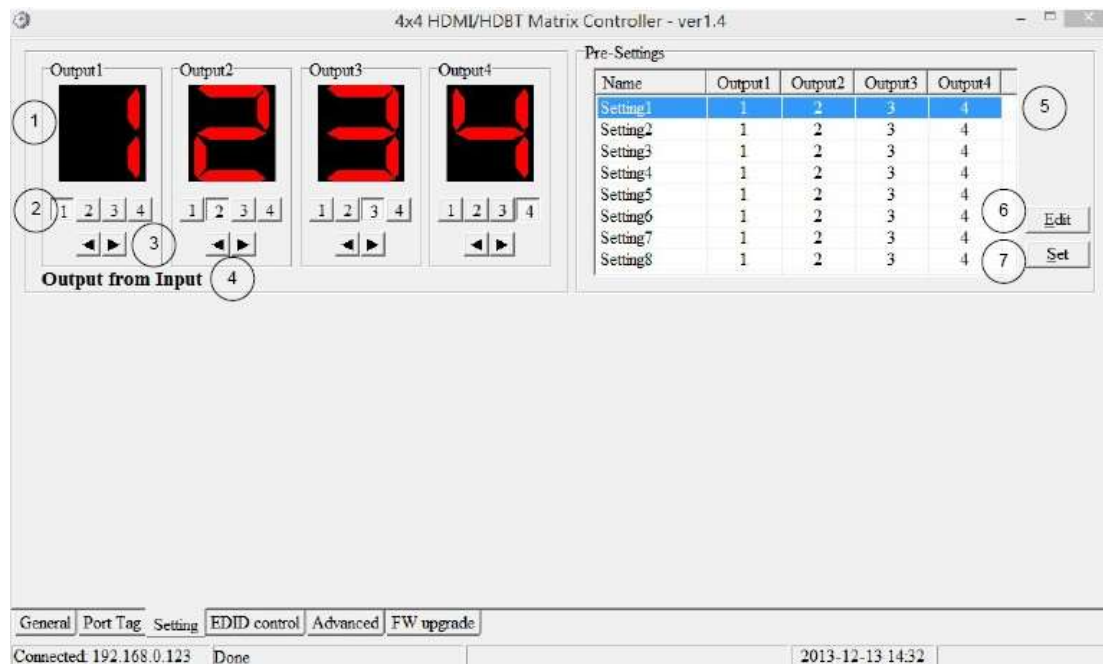 4x4 HDMI/HDBT Matrix Controller - ver1.4
Output1 Output2 Output3 Output4
1 2 3 4
1
2
1 2 3 4 1 2 3 4 1 2 3 4 1 2 3 4
◀ ▶ 3 ◀ ▶ ◀ ▶ ◀ ▶
Output from Input 4
Pre-Settings
Name Output1 Output2 Output3 Output4
Setting1 1 2 3 4
Setting2 1 2 3 4
Setting3 1 2 3 4
Setting4 1 2 3 4
Setting5 1 2 3 4
Setting6 1 2 3 4
Setting7 1 2 3 4
Setting8 1 2 3 4
5
6 Edit
7 Set
General Port Tag Setting EDID control Advanced FW upgrade
Connected: 192.168.0.123 Done 2013-12-13 14:32